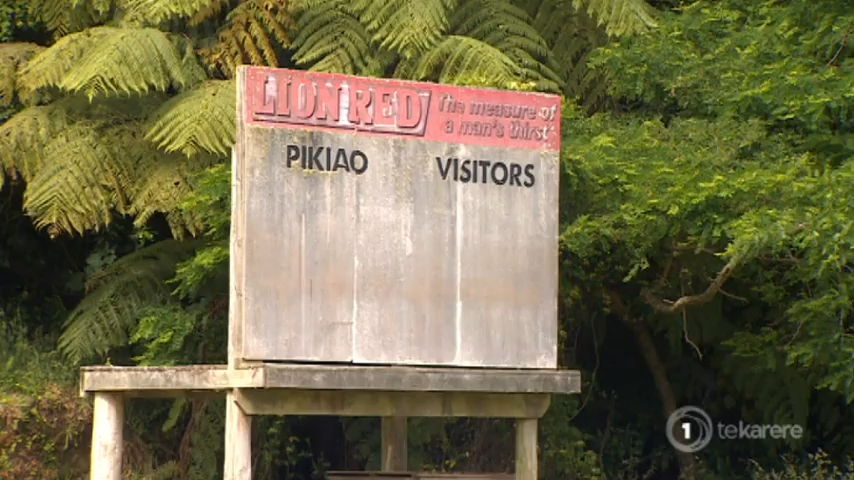 LION RED
The measure of
a man's thirst
PIKIAO
VISITORS
1 tekarere